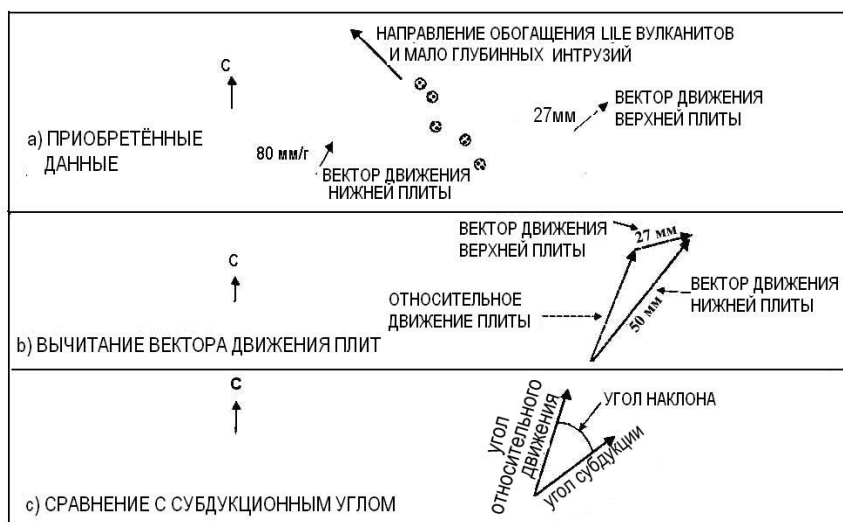 НАПРАВЛЕНИЕ ОБОГАЩЕНИЯ LILE ВУЛКАНИТОВ
И МАЛО ГЛУБИННЫХ ИНТРУЗИЙ
С
27мм
ВЕКТОР ДВИЖЕНИЯ
ВЕРХНЕЙ ПЛИТЫ
а) ПРИОБРЕТЁННЫЕ
ДАННЫЕ
80 мм/г
ВЕКТОР ДВИЖЕНИЯ
НИЖНЕЙ ПЛИТЫ
ВЕКТОР ДВИЖЕНИЯ
ВЕРХНЕЙ ПЛИТЫ
27 мм
С
ОТНОСИТЕЛЬНОЕ
ДВИЖЕНИЕ ПЛИТЫ
50 мм
ВЕКТОР ДВИЖЕНИЯ
НИЖНЕЙ ПЛИТЫ
b) ВЫЧИТАНИЕ ВЕКТОРА ДВИЖЕНИЯ ПЛИТ
С
УГОЛ НАКЛОНА
угол
относительного
движения
угол субдукции
с) СРАВНЕНИЕ С СУБДУКЦИОННЫМ УГЛОМ